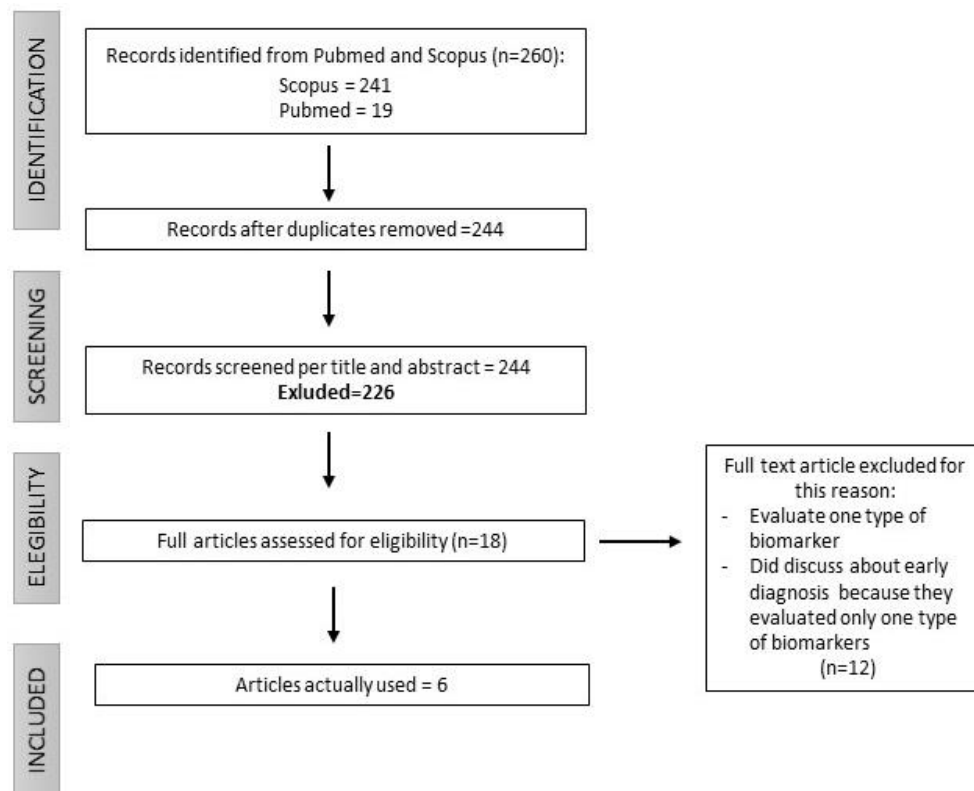 IDENTIFICATION
Records identified from Pubmed and Scopus (n=260):
Scopus = 241
Pubmed = 19
Records after duplicates removed =244
SCREENING
Records screened per title and abstract = 244
Exluded=226
ELEGIBILITY
Full articles assessed for eligibility (n=18)
Full text article excluded for
this reason:
- Evaluate one type of
biomarker
- Did discuss about early
diagnosis because they
evaluated only one type
of biomarkers
(n=12)
INCLUDED
Articles actually used = 6